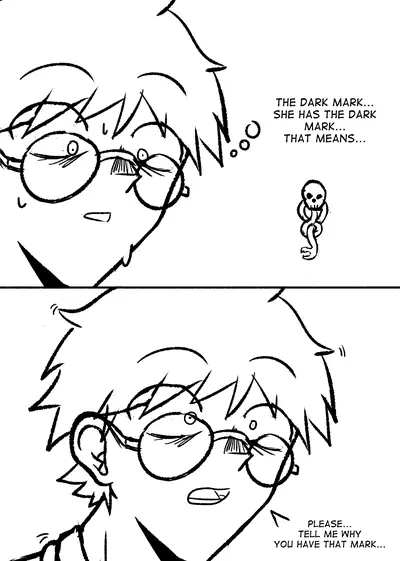 THE DARK MARK...
SHE HAS THE DARK
MARK...
THAT MEANS...
PLEASE...
TELL ME WHY
YOU HAVE THAT MARK...